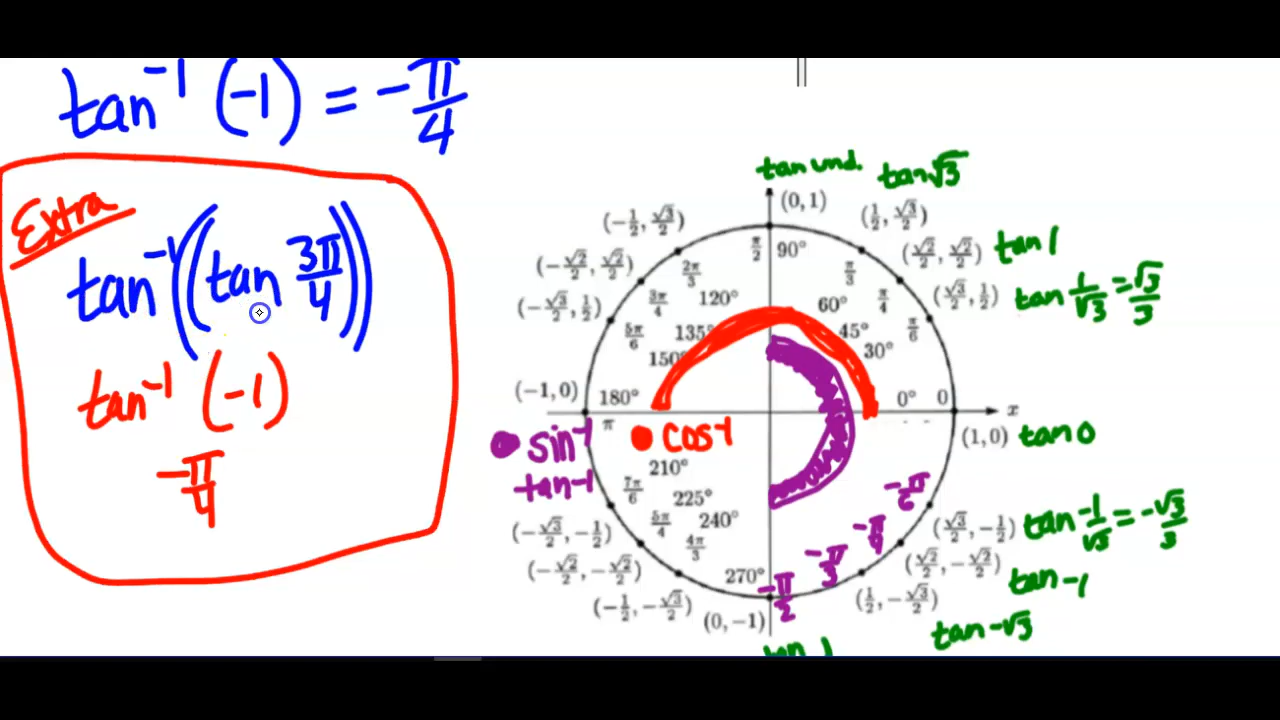 tan⁻¹ (-1) = -π/4
Extra
tan⁻¹((tan 3π/4))
tan⁻¹ (-1)
-π/4
tan und.
tan √3
(0, 1)
(-1/2, √3/2)
(1/2, √3/2)
(-√2/2, √2/2)
(√2/2, √2/2)
tan 1
(-√3/2, 1/2)
(√3/2, 1/2)
tan 1/√3 = √3/3
π/2 90°
2π/3 120°
π/3 60°
3π/4 135°
π/4 45°
5π/6 150°
π/6 30°
(-1, 0)
180°
π
0° 0
x
(1, 0)
tan 0
sin⁻¹
tan⁻¹
cos⁻¹
210°
7π/6
225°
5π/4
240°
4π/3
270°
-π/6
-π/4
-π/3
-π/2
(-√3/2, -1/2)
(√3/2, -1/2)
tan -1/√3 = -√3/3
(-√2/2, -√2/2)
(√2/2, -√2/2)
tan -1
(-1/2, -√3/2)
(1/2, -√3/2)
tan -√3
(0, -1)